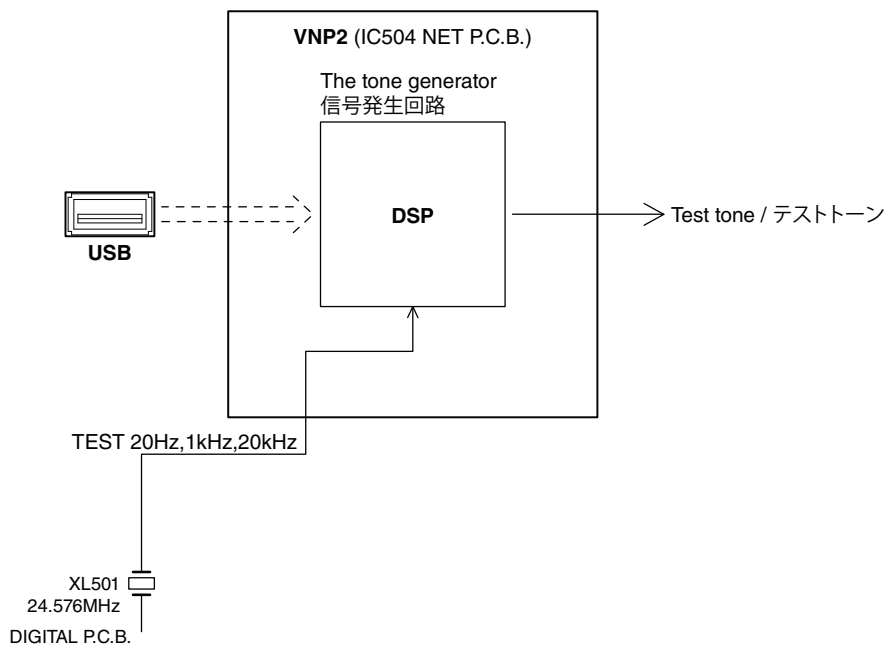 VNP2 (IC504 NET P.C.B.)
The tone generator
信号発生回路
DSP
USB
Test tone / テストトーン
TEST 20Hz,1kHz,20kHz
XL501
24.576MHz
DIGITAL P.C.B.